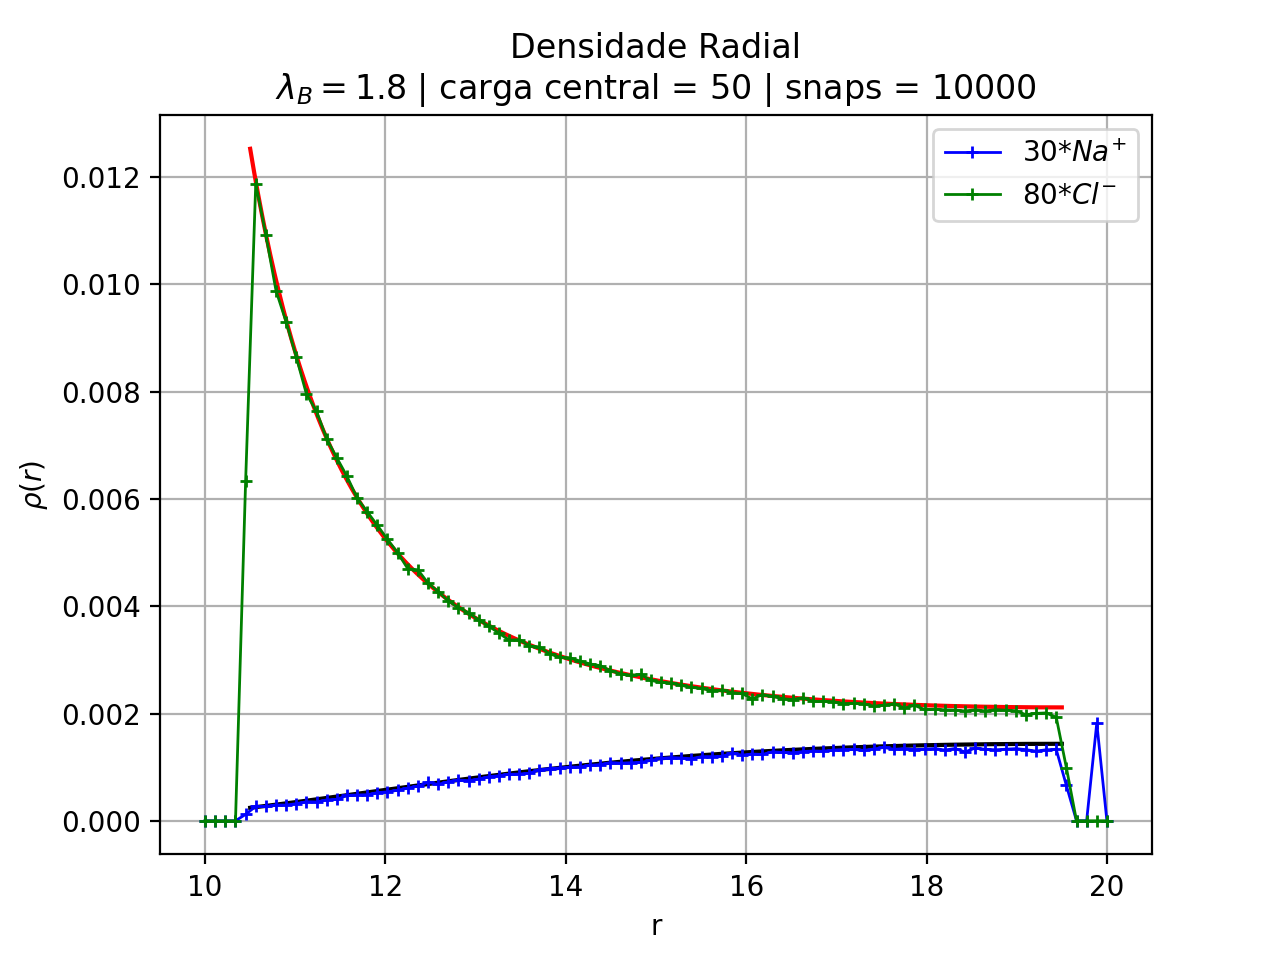 Densidade Radial
λ_B = 1.8 | carga central = 50 | snaps = 10000
30*Na⁺
80*Cl⁻
0.012
0.010
0.008
0.006
0.004
0.002
0.000
ρ(r)
10 12 14 16 18 20
r